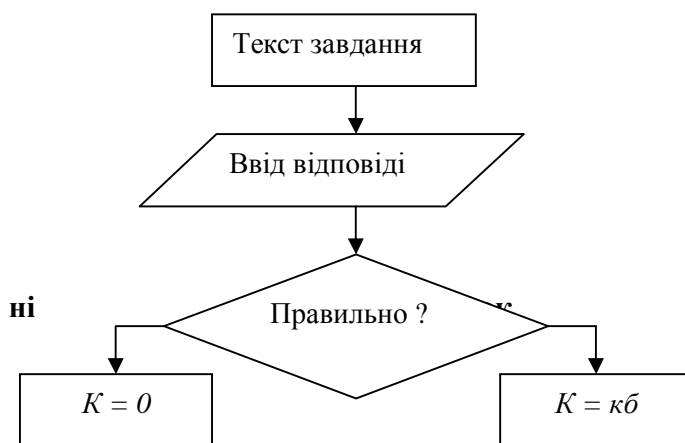 Текст завдання
Ввід відповіді
ні
Правильно ?
К = 0
К = кб